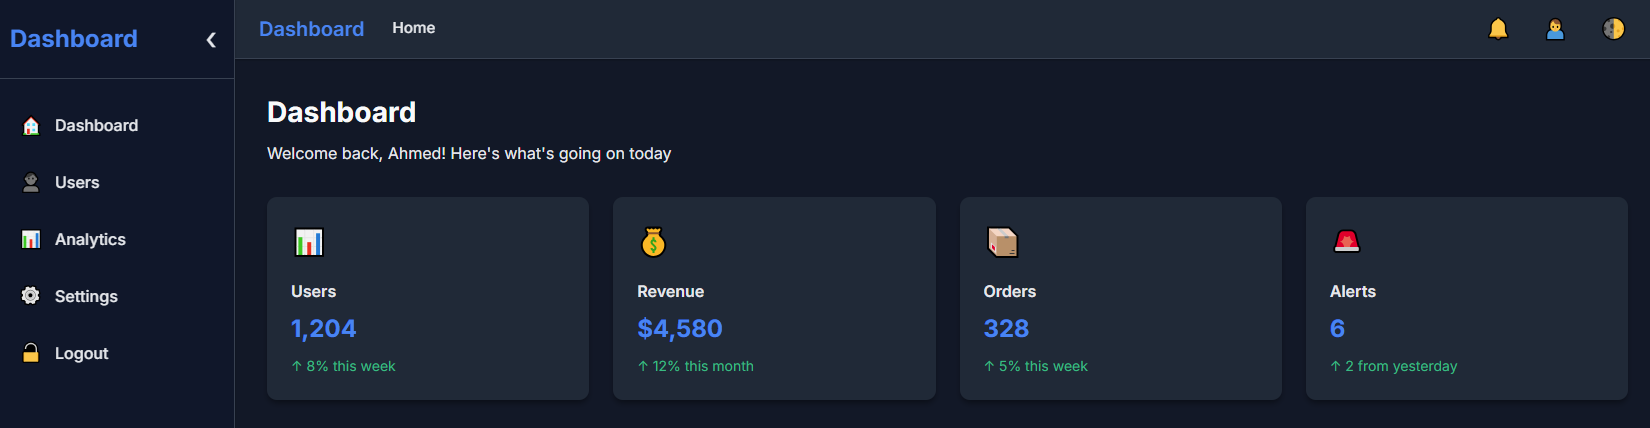 Dashboard
Dashboard
Users
Analytics
Settings
Logout
Dashboard Home
Dashboard
Welcome back, Ahmed! Here's what's going on today
Users
1,204
↑ 8% this week
Revenue
$4,580
↑ 12% this month
Orders
328
↑ 5% this week
Alerts
6
↑ 2 from yesterday